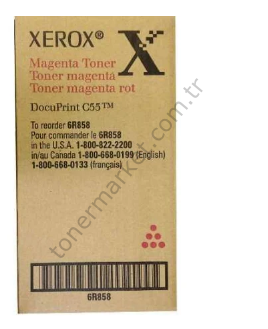 XEROX®
Magenta Toner
Toner magenta
Toner magenta rot
DocuPrint C55™
To reorder 6R858
Pour commander le 6R858
in the U.S.A. 1-800-822-2200
in/au Canada 1-800-668-0199 (English)
1-800-668-0133 (français)
6R858
tonermarket.com.tr